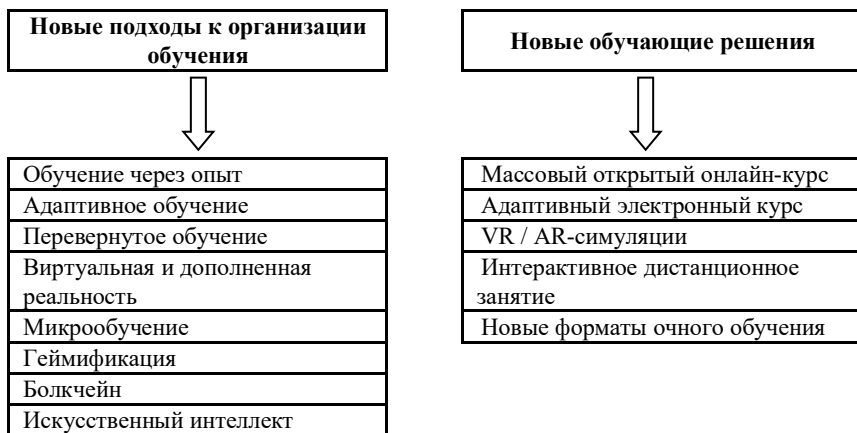 Новые подходы к организации
обучения
Обучение через опыт
Адаптивное обучение
Перевернутое обучение
Виртуальная и дополненная
реальность
Микрообучение
Геймификация
Болкчейн
Искусственный интеллект
Новые обучающие решения
Массовый открытый онлайн-курс
Адаптивный электронный курс
VR / AR-симуляции
Интерактивное дистанционное
занятие
Новые форматы очного обучения